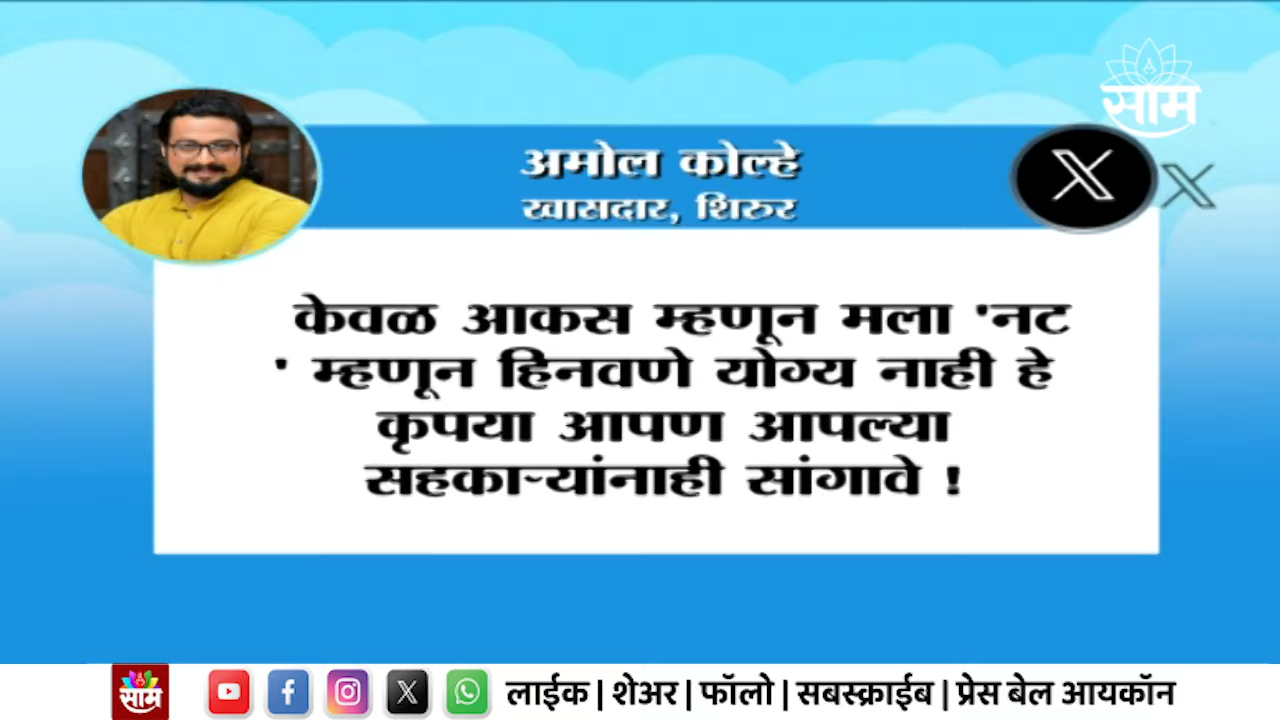 साम
अमोल कोल्हे
खासदार, शिरुर
केवळ आकस म्हणून मला 'नट
' म्हणून हिनवणे योग्य नाही हे
कृपया आपण आपल्या
सहकाऱ्यांनाही सांगावे !
साम
लाईक | शेअर | फॉलो | सबस्क्राईब | प्रेस बेल आयकॉन